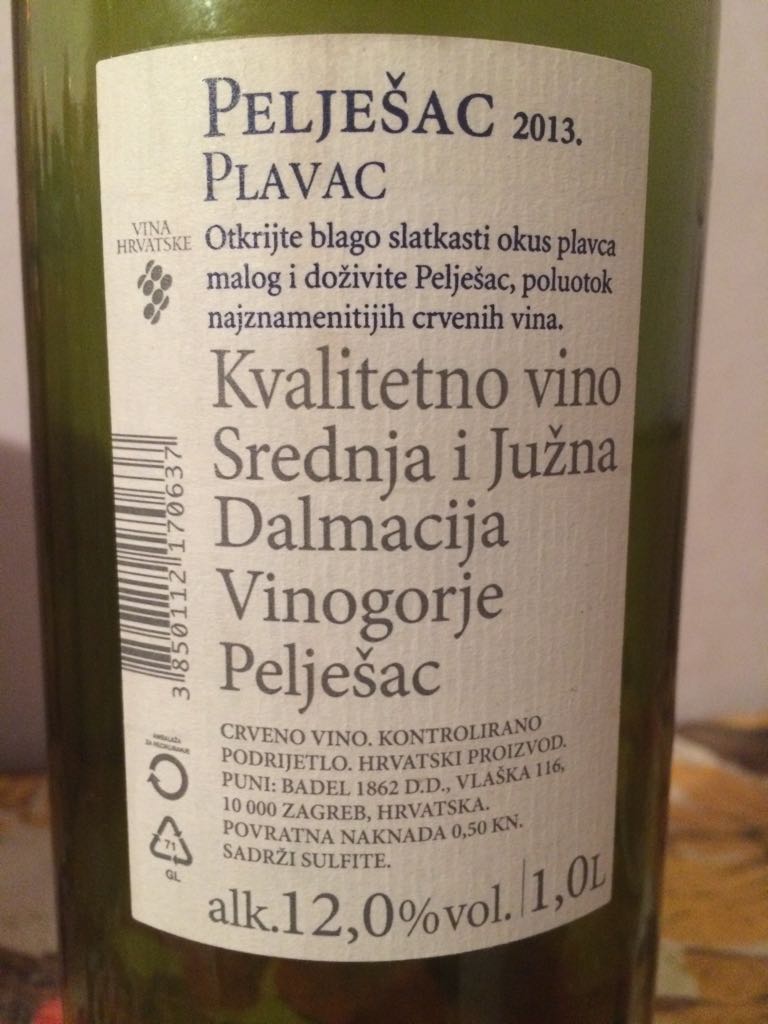 PELJEŠAC 2013.
PLAVAC
VINA
HRVATSKE
Otkrijte blago slatkasti okus plavca
malog i doživite Pelješac, poluotok
najznamenitijih crvenih vina.
Kvalitetno vino
Srednja i Južna
Dalmacija
Vinogorje
Pelješac
3 850112 170637
CRVENO VINO. KONTROLIRANO
PODRIJETLO. HRVATSKI PROIZVOD.
PUNI: BADEL 1862 D.D., VLAŠKA 116,
10 000 ZAGREB, HRVATSKA.
POVRATNA NAKNADA 0,50 KN.
SADRŽI SULFITE.
AMBALAŽA
ZA RECIKLIRANJE
71
GL
alk.12,0%vol. 1,0L